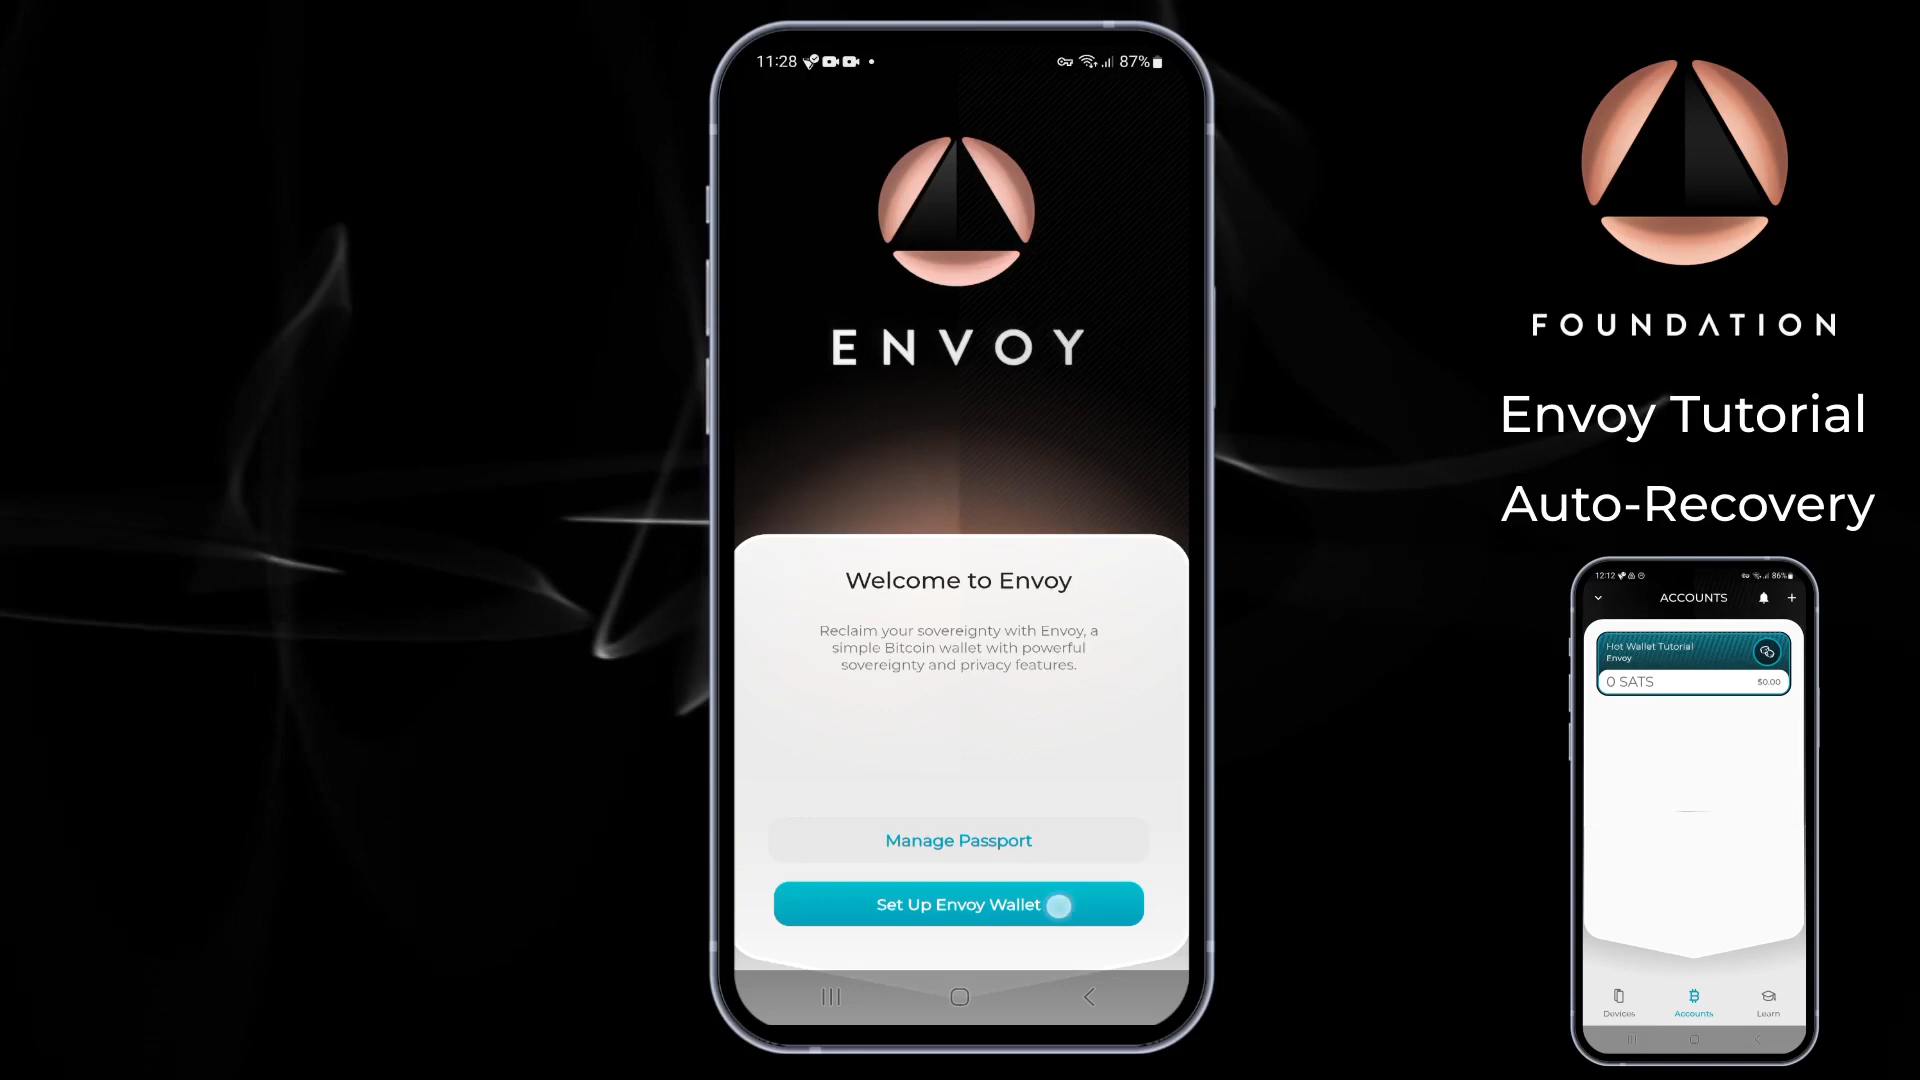 11:28
87%
ENVOY
Welcome to Envoy
Reclaim your sovereignty with Envoy, a
simple Bitcoin wallet with powerful
sovereignty and privacy features.
Manage Passport
Set Up Envoy Wallet
FOUNDATION
Envoy Tutorial
Auto-Recovery
12:12
86%
ACCOUNTS
Hot Wallet Tutorial
Envoy
0 SATS
$0.00
Devices
Accounts
Learn